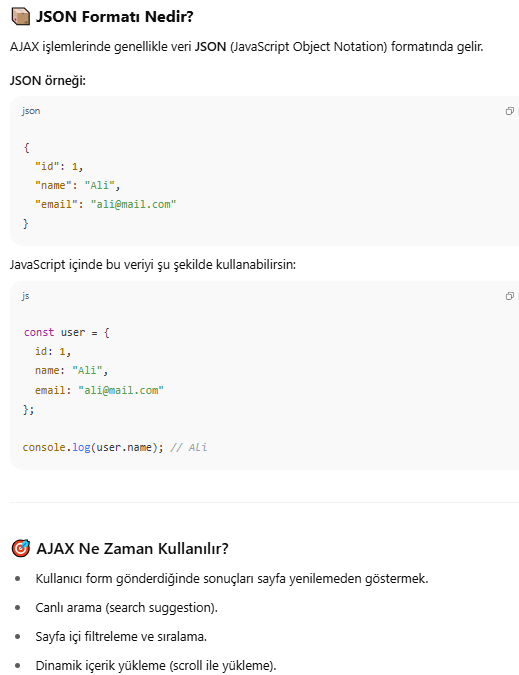 📦 JSON Formatı Nedir?
AJAX işlemlerinde genellikle veri JSON (JavaScript Object Notation) formatında gelir.
JSON örneği:
json
{
  "id": 1,
  "name": "Ali",
  "email": "ali@mail.com"
}
JavaScript içinde bu veriyi şu şekilde kullanabilirsin:
js
const user = {
  id: 1,
  name: "Ali",
  email: "ali@mail.com"
};
console.log(user.name); // Ali
🎯 AJAX Ne Zaman Kullanılır?
• Kullanıcı form gönderdiğinde sonuçları sayfa yenilemeden göstermek.
• Canlı arama (search suggestion).
• Sayfa içi filtreleme ve sıralama.
• Dinamik içerik yükleme (scroll ile yükleme).